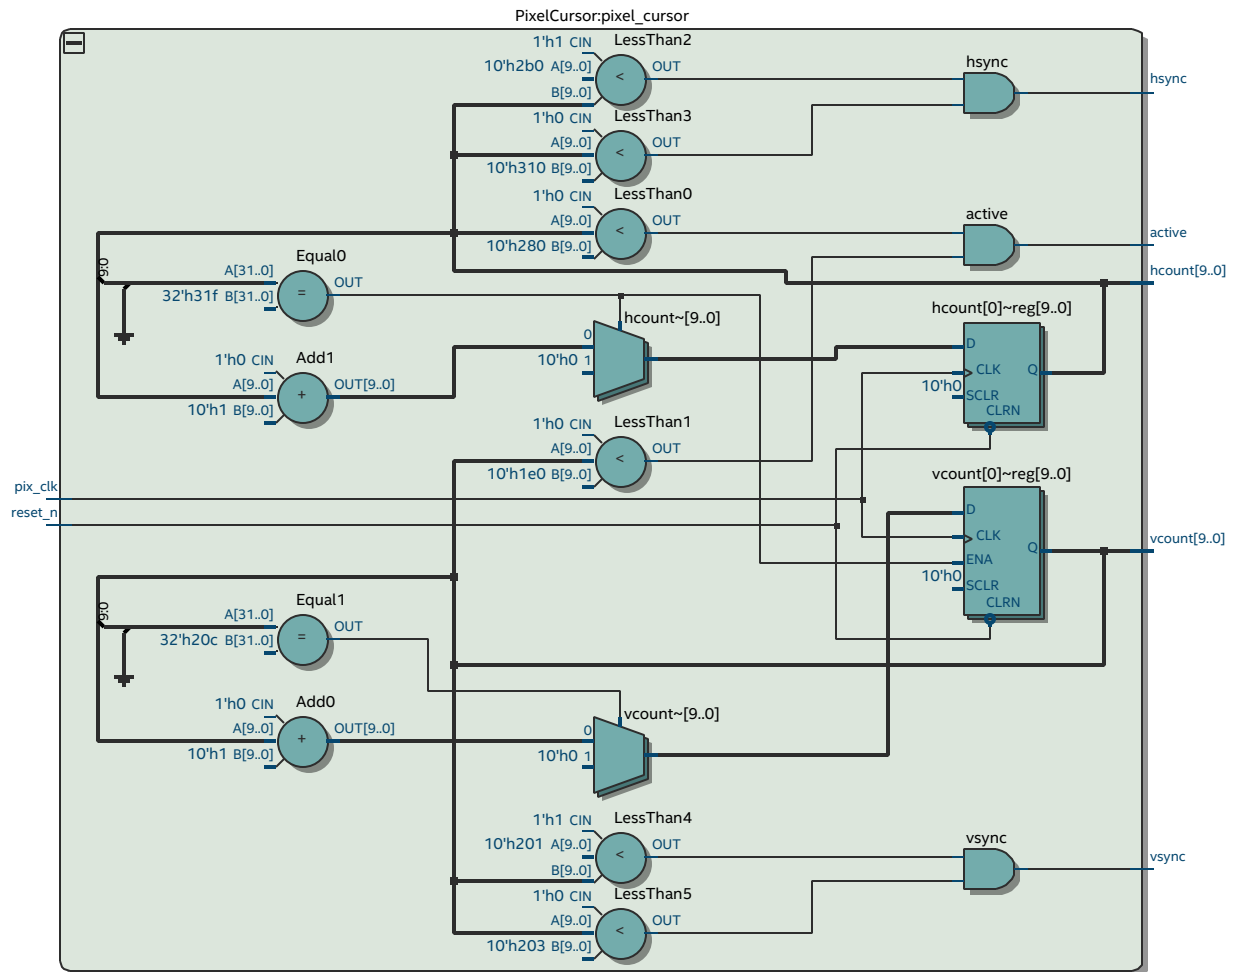 PixelCursor:pixel_cursor
LessThan2
1'h1 CIN
10'h2b0 A[9..0]
B[9..0]
<
OUT
hsync
hsync
LessThan3
1'h0 CIN
A[9..0]
10'h310 B[9..0]
<
OUT
LessThan0
1'h0 CIN
A[9..0]
10'h280 B[9..0]
<
OUT
active
active
hcount[9..0]
9:0
Equal0
A[31..0]
32'h31f B[31..0]
=
OUT
hcount~[9..0]
0
10'h0 1
hcount[0]~reg[9..0]
D
CLK
10'h0
SCLR
CLRN
Q
Add1
1'h0 CIN
A[9..0]
10'h1 B[9..0]
+
OUT[9..0]
LessThan1
1'h0 CIN
A[9..0]
10'h1e0 B[9..0]
<
OUT
pix_clk
reset_n
vcount[0]~reg[9..0]
D
CLK
ENA
10'h0
SCLR
CLRN
Q
vcount[9..0]
9:0
Equal1
A[31..0]
32'h20c B[31..0]
=
OUT
Add0
1'h0 CIN
A[9..0]
10'h1 B[9..0]
+
OUT[9..0]
vcount~[9..0]
0
10'h0 1
LessThan4
1'h1 CIN
10'h201 A[9..0]
B[9..0]
<
OUT
vsync
vsync
LessThan5
1'h0 CIN
A[9..0]
10'h203 B[9..0]
<
OUT